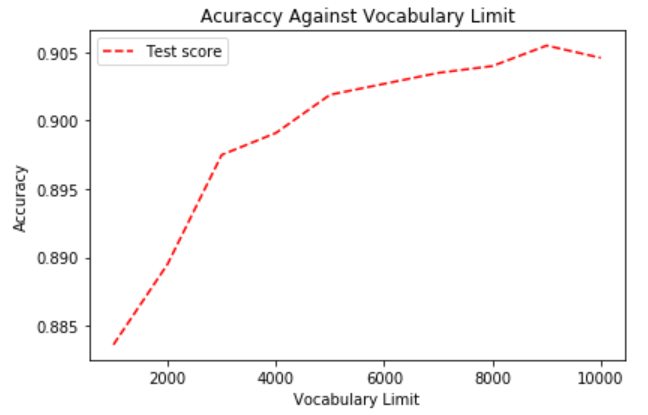 Acuraccy Against Vocabulary Limit
Test score
0.905
0.900
0.895
0.890
0.885
Accuracy
2000 4000 6000 8000 10000
Vocabulary Limit